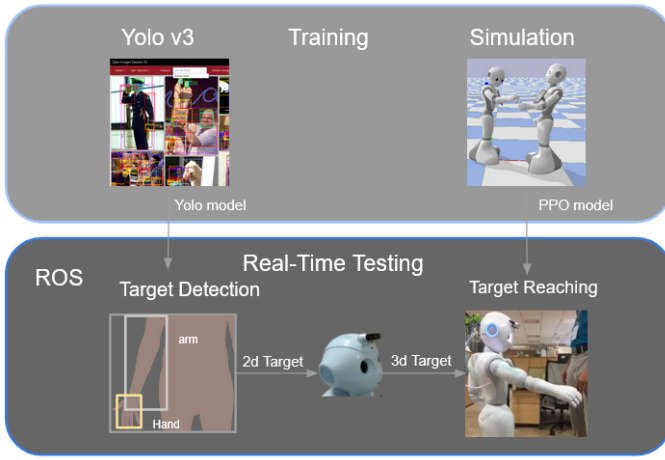 Yolo v3
Training
Simulation
Yolo model
PPO model
ROS
Real-Time Testing
Target Detection
Target Reaching
arm
2d Target
3d Target
Hand